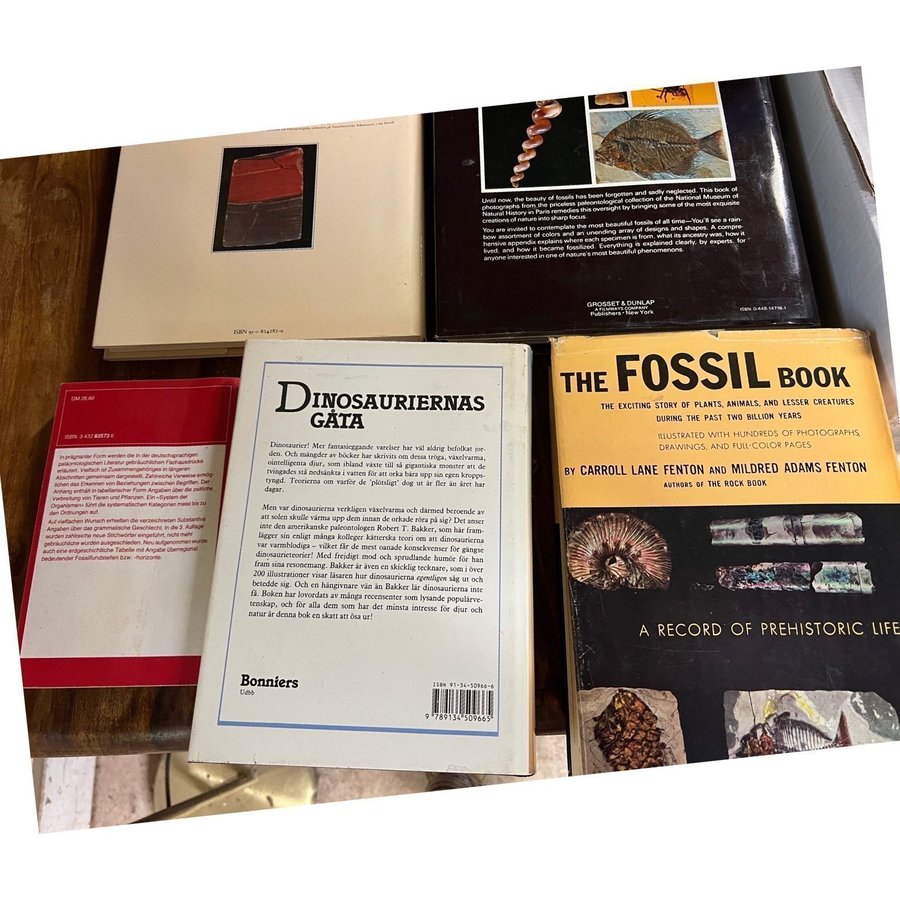 ISBN 91-1-824282-6
Until now, the beauty of fossils has been forgotten and sadly neglected. This book of
photographs from the priceless paleontological collection of the National Museum of
Natural History in Paris remedies this oversight by bringing some of the most exquisite
creations of nature into sharp focus.
You are invited to contemplate the most beautiful fossils of all time—You'll see a rain-
bow assortment of colors and an unending array of designs and shapes. A compre-
hensive appendix explains where each specimen is from, what its ancestry was, how it
lived, and how it became fossilized. Everything is explained clearly, by experts, for
anyone interested in one of nature's most beautiful phenomenons.
GROSSET & DUNLAP
A FILMWAYS COMPANY
Publishers • New York
ISBN 0-448-14718-1
DM 28.80
ISBN 3 432 83573 6
In prägnanter Form werden die in der deutschsprachigen
paläontologischen Literatur gebräuchlichen Fachausdrücke
erläutert. Vielfach ist Zusammengehöriges in längeren
Abschnitten gemeinsam dargestellt. Zahlreiche Verweise ermög-
lichen das Erkennen von Beziehungen zwischen Begriffen. Der
Anhang enthält in tabellarischer Form Angaben über die zeitliche
Verbreitung von Tieren und Pflanzen. Ein «System der
Organismen» führt die systematischen Kategorien meist bis zu
den Ordnungen auf.
Auf vielfachen Wunsch erhielten die verzeichneten Substantiva
Angaben über das grammatische Geschlecht. In die 3. Auflage
wurden zahlreiche neue Stichwörter eingeführt, nicht mehr
gebräuchliche wurden ausgeschieden. Neu aufgenommen wurde
auch eine erdgeschichtliche Tabelle mit Angabe überregional
bedeutender Fossilfundstellen bzw. -horizonte.
DINOSAURIERNAS
GÅTA
Dinosaurier! Mer fantasieggande varelser har väl aldrig befolkat jor-
den. Och mängder av böcker har skrivits om dessa tröga, växelvarma,
ointelligenta djur, som ibland växte till så gigantiska monster att de
tvingades stå nedsänkta i vatten för att orka bära upp sin egen kropps-
tyngd. Teorierna om varför de 'plötsligt' dog ut är fler än året har
dagar.
Men var dinosaurierna verkligen växelvarma och därmed beroende av
att solen skulle värma upp dem innan de orkade röra på sig? Det anser
inte den amerikanske paleontologen Robert T. Bakker, som här fram-
lägger sin enligt många kolleger kätterska teori om att dinosaurierna
var varmblodiga – vilket får de mest oanade konsekvenser för gängse
dinosaurieteorier! Med frejdigt mod och sprudlande humör för han
fram sina resonemang. Bakker är även en skicklig tecknare, som i över
200 illustrationer visar läsaren hur dinosaurierna egentligen såg ut och
betedde sig. Och en hängivnare vän än Bakker lär dinosaurierna inte
få. Boken har lovordats av många recensenter som lysande populärve-
tenskap, och för alla dem som har det minsta intresse för djur och
natur är denna bok en skatt att ösa ur!
Bonniers
Udbb
ISBN 91-34-50966-6
9 789134 509665
THE FOSSIL BOOK
THE EXCITING STORY OF PLANTS, ANIMALS, AND LESSER CREATURES
DURING THE PAST TWO BILLION YEARS
ILLUSTRATED WITH HUNDREDS OF PHOTOGRAPHS,
DRAWINGS, AND FULL-COLOR PAGES
BY CARROLL LANE FENTON AND MILDRED ADAMS FENTON
AUTHORS OF THE ROCK BOOK
A RECORD OF PREHISTORIC LIFE